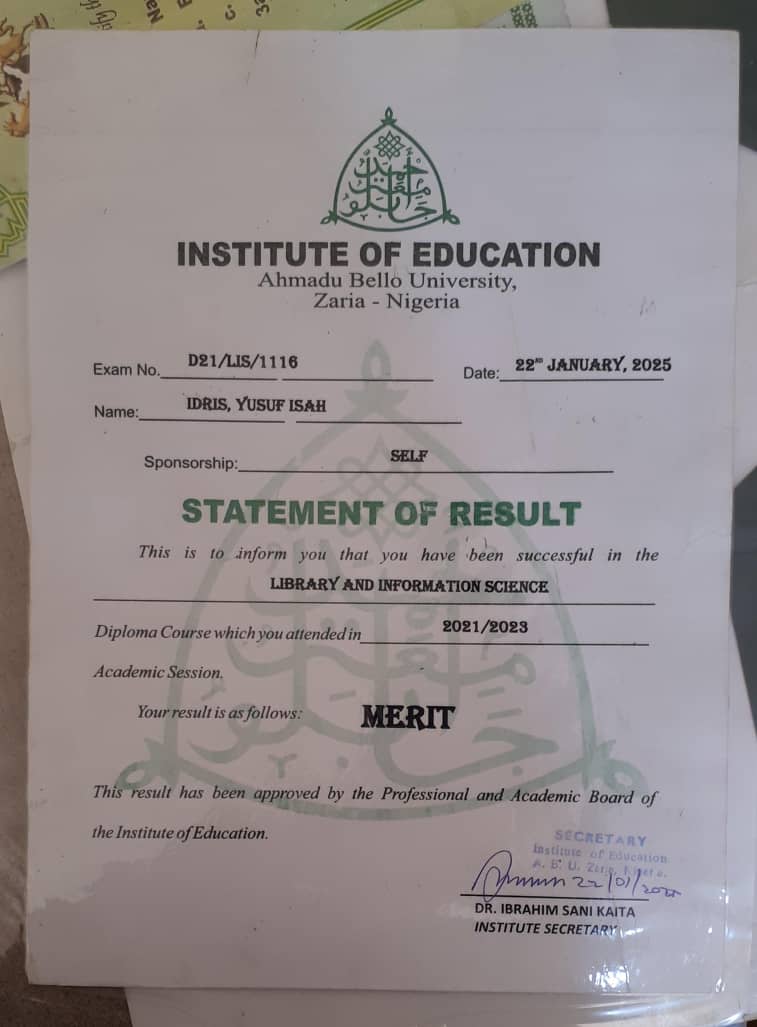 INSTITUTE OF EDUCATION
Ahmadu Bello University,
Zaria - Nigeria
Exam No. D21/LIS/1116
Date: 22ND JANUARY, 2025
Name: IDRIS, YUSUF ISAH
Sponsorship: SELF
STATEMENT OF RESULT
This is to inform you that you have been successful in the
LIBRARY AND INFORMATION SCIENCE
Diploma Course which you attended in 2021/2023
Academic Session.
Your result is as follows: MERIT
This result has been approved by the Professional and Academic Board of
the Institute of Education.
SECRETARY
Institute of Education
A. B. U. Zaria,
22/01/2025
DR. IBRAHIM SANI KAITA
INSTITUTE SECRETARY